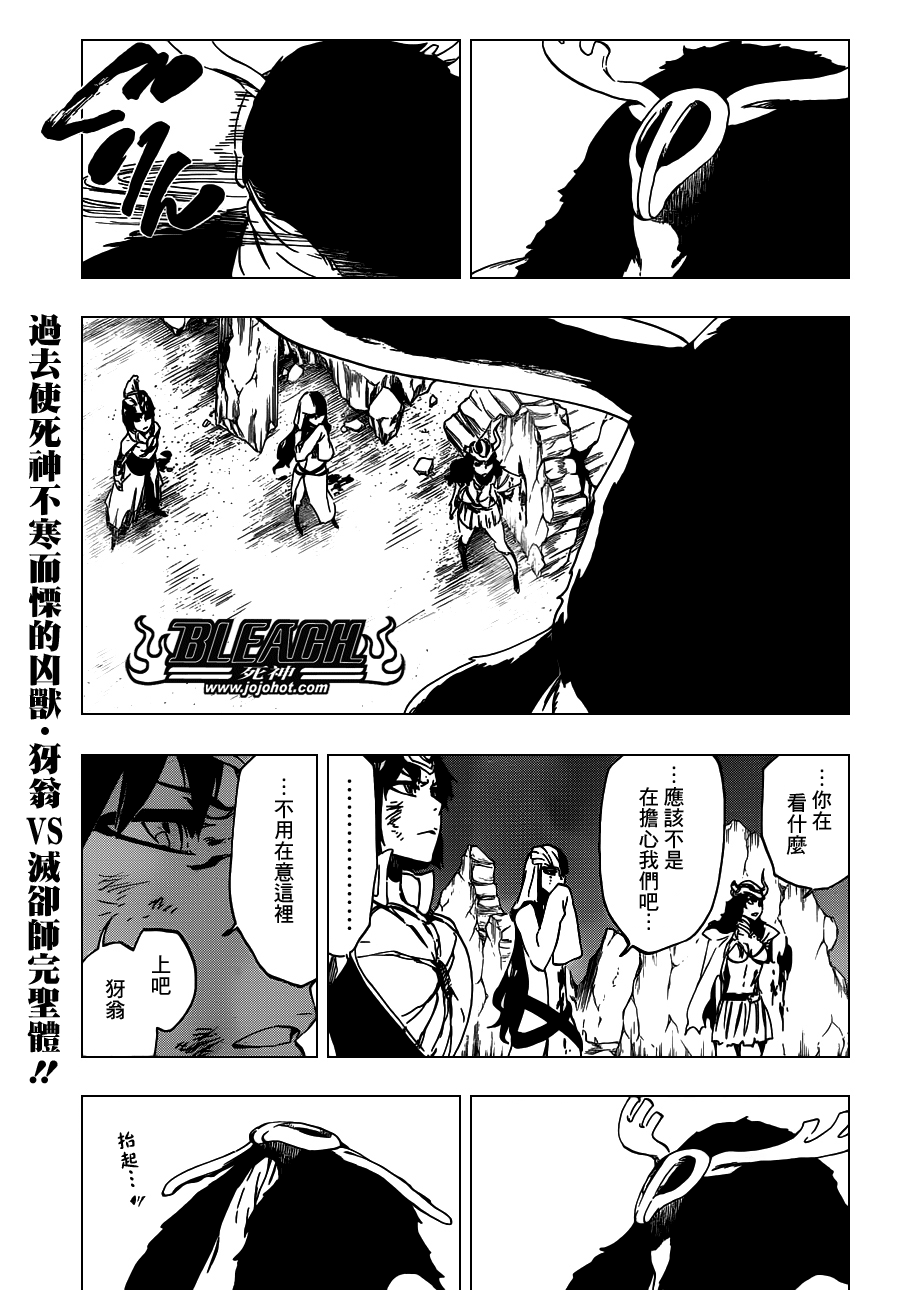 ぐりん
過去使死神不寒而慄的凶獸・犽翁VS滅卻師完聖體!!
BLEACH
死神
www.jojohot.com
…你在
看什麼
…應該不是
在擔心我們吧…
……………
…不用在意這裡
上吧
犽翁
抬起…〃